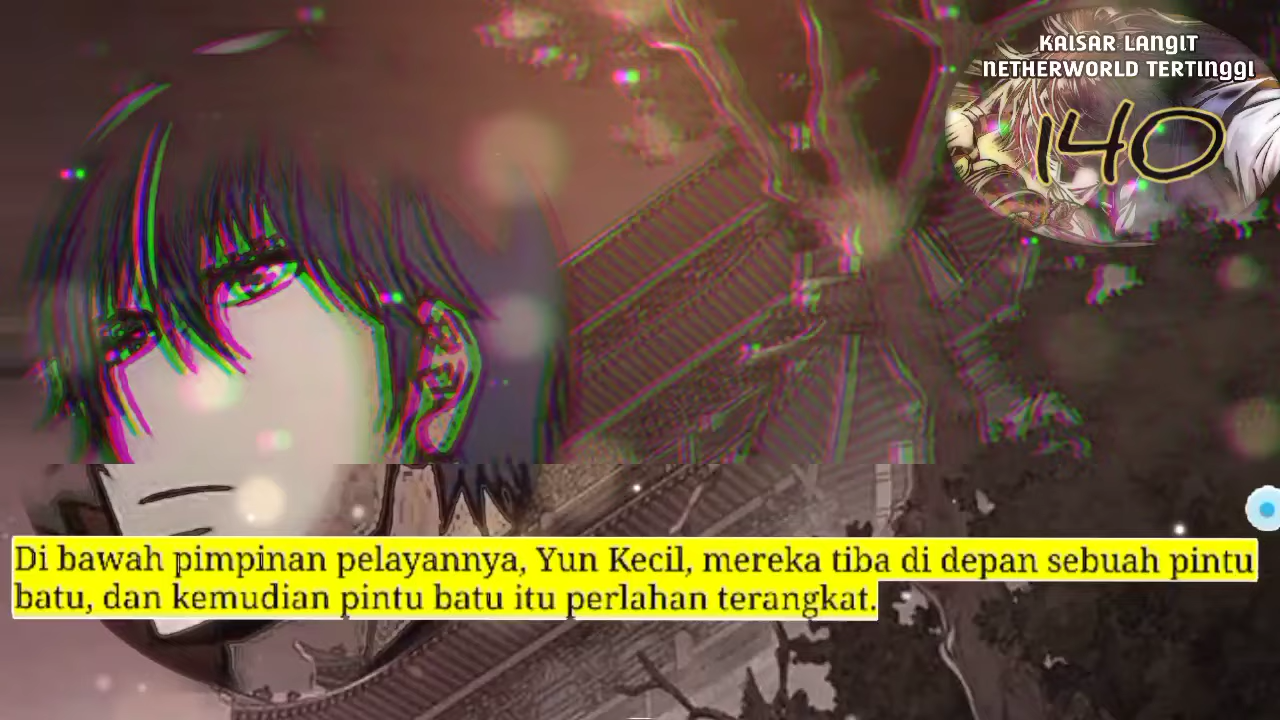 KAISAR LANGIT
NETHERWORLD TERTINGGI
140
Di bawah pimpinan pelayannya, Yun Kecil, mereka tiba di depan sebuah pintu
batu, dan kemudian pintu batu itu perlahan terangkat.